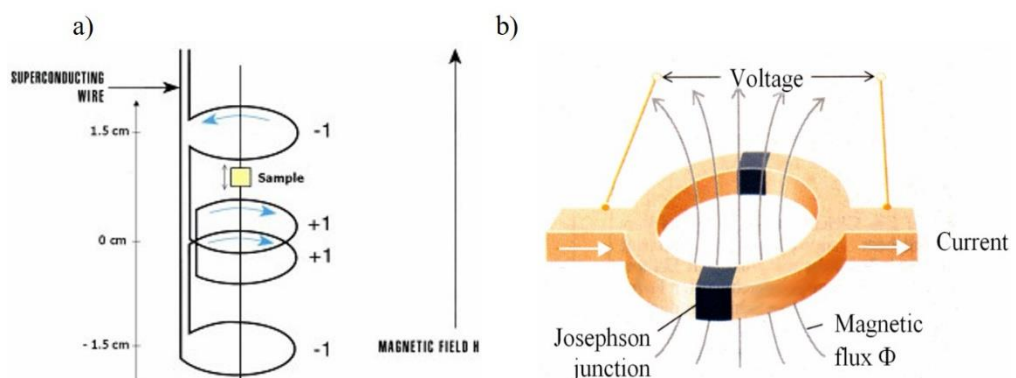 a)
SUPERCONDUCTING
WIRE
1.5 cm
-1
Sample
+1
0 cm
+1
-1.5 cm
-1
MAGNETIC FIELD H
b)
Voltage
Current
Josephson
junction
Magnetic
flux Φ